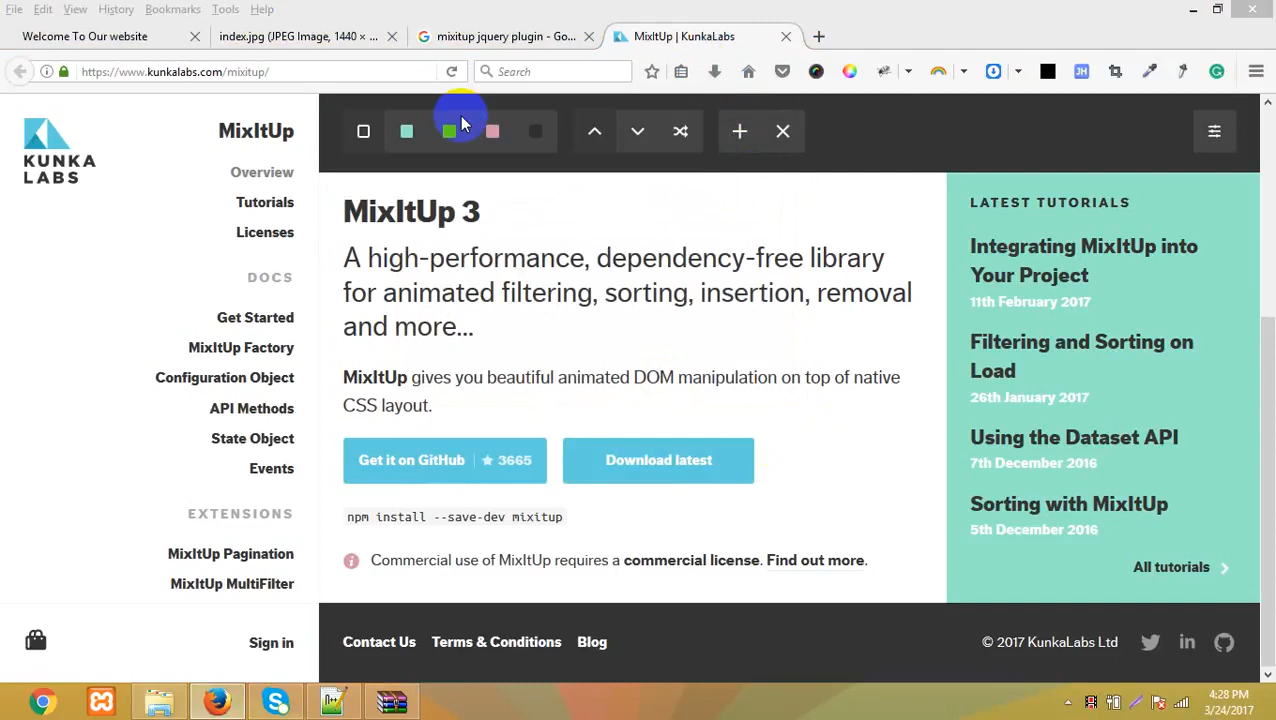 File Edit View History Bookmarks Tools Help
Welcome To Our website
index.jpg (JPEG Image, 1440 × ...
mixitup jquery plugin - Go...
MixItUp | KunkaLabs
https://www.kunkalabs.com/mixitup/
Search
JH
KUNKA
LABS
MixItUp
Overview
Tutorials
Licenses
DOCS
Get Started
MixItUp Factory
Configuration Object
API Methods
State Object
Events
EXTENSIONS
MixItUp Pagination
MixItUp MultiFilter
Sign in
MixItUp 3
A high-performance, dependency-free library
for animated filtering, sorting, insertion, removal
and more...
MixItUp gives you beautiful animated DOM manipulation on top of native
CSS layout.
Get it on GitHub ★ 3665
Download latest
npm install --save-dev mixitup
Commercial use of MixItUp requires a commercial license. Find out more.
LATEST TUTORIALS
Integrating MixItUp into
Your Project
11th February 2017
Filtering and Sorting on
Load
26th January 2017
Using the Dataset API
7th December 2016
Sorting with MixItUp
5th December 2016
All tutorials
Contact Us Terms & Conditions Blog
© 2017 KunkaLabs Ltd
4:28 PM
3/24/2017